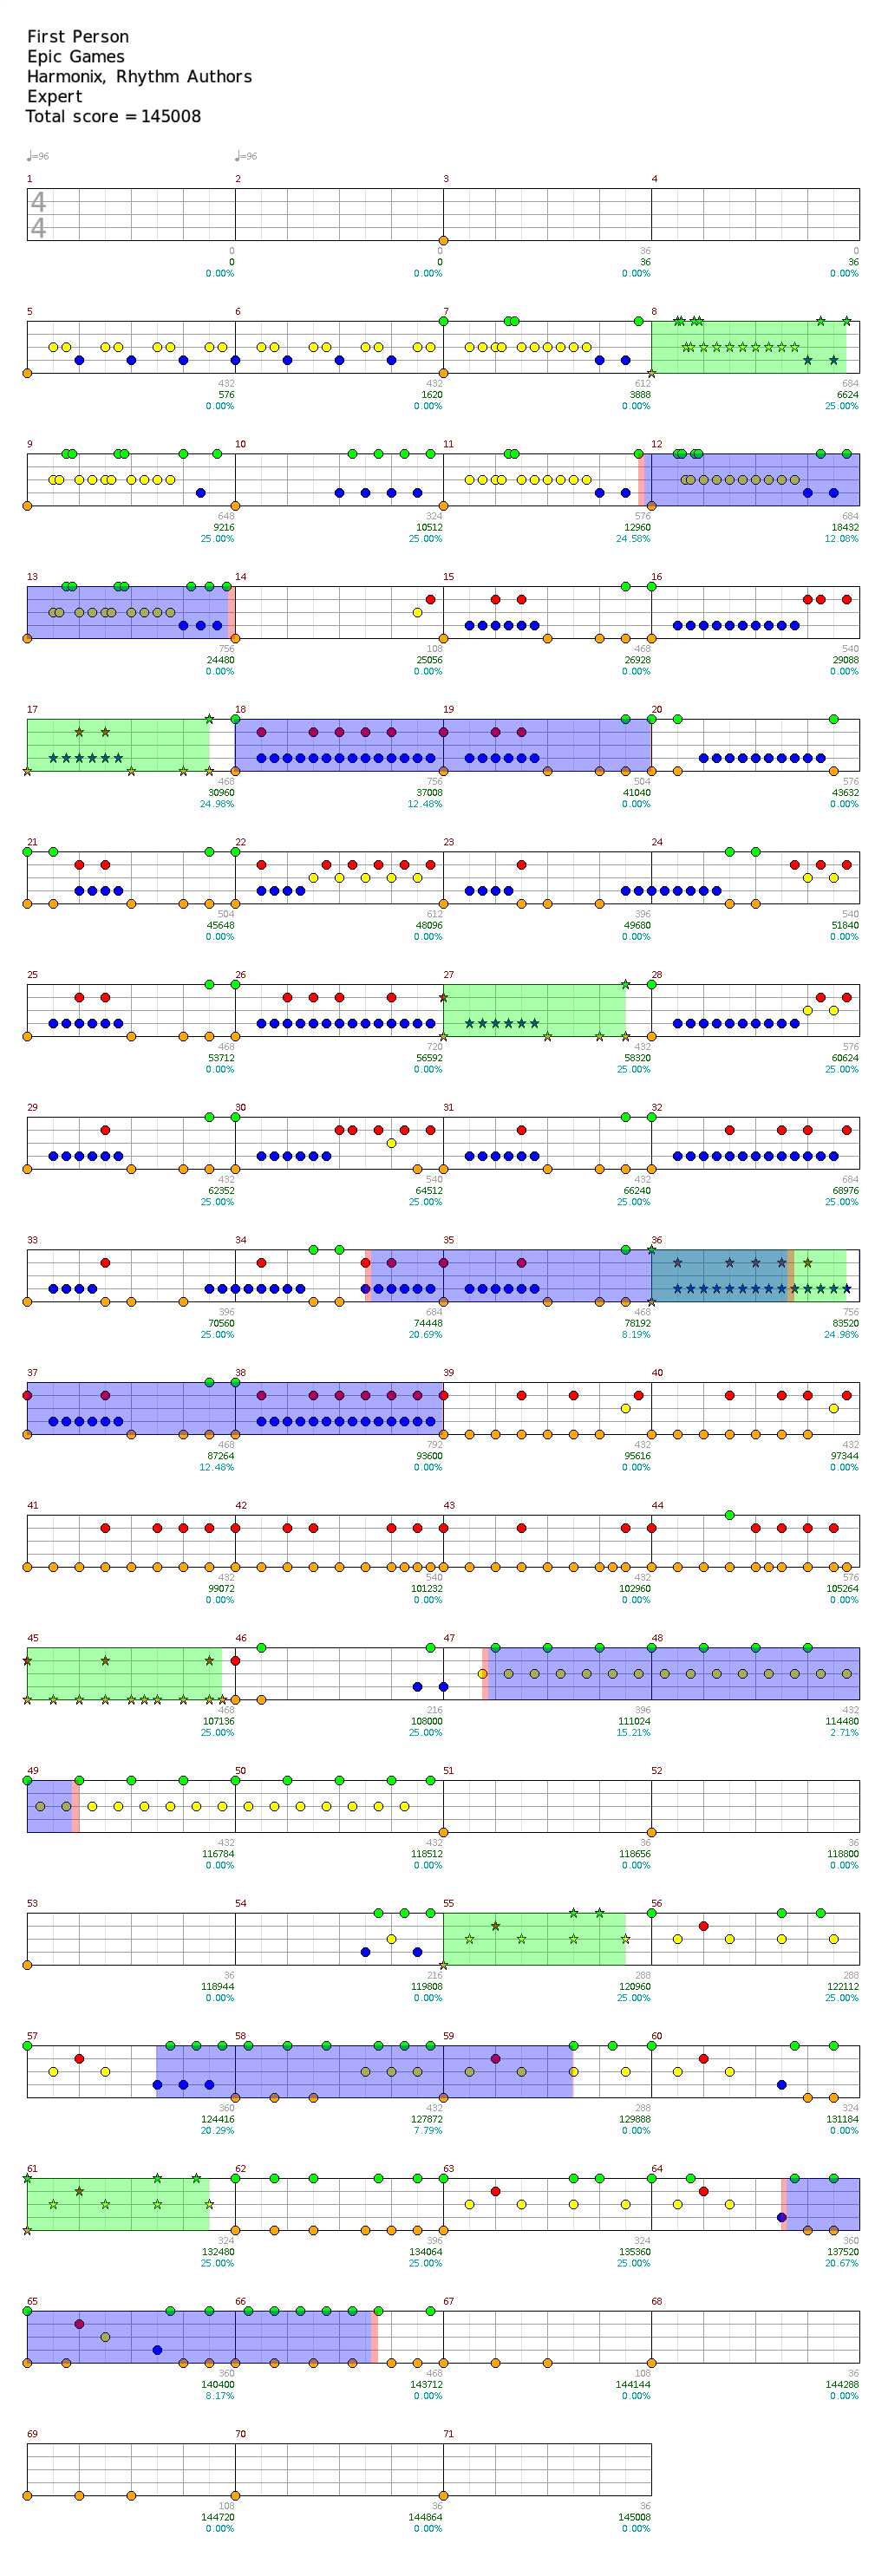 First Person
Epic Games
Harmonix, Rhythm Authors
Expert
Total score = 145008
♩=96 ♩=96
1 2 3 4
4
4
0 0 36 0
0 0 36 36
0.00% 0.00% 0.00% 0.00%
5 6 7 8
432 432 612 684
576 1620 3888 6624
0.00% 0.00% 0.00% 25.00%
9 10 11 12
648 324 576 684
9216 10512 12960 18432
25.00% 25.00% 24.58% 12.08%
13 14 15 16
756 108 468 540
24480 25056 26928 29088
0.00% 0.00% 0.00% 0.00%
17 18 19 20
468 756 504 576
30960 37008 41040 43632
24.98% 12.48% 0.00% 0.00%
21 22 23 24
504 612 396 540
45648 48096 49680 51840
0.00% 0.00% 0.00% 0.00%
25 26 27 28
468 720 432 576
53712 56592 58320 60624
0.00% 0.00% 25.00% 25.00%
29 30 31 32
432 540 432 684
62352 64512 66240 68976
25.00% 25.00% 25.00% 25.00%
33 34 35 36
396 684 468 756
70560 74448 78192 83520
25.00% 20.69% 8.19% 24.98%
37 38 39 40
468 792 432 432
87264 93600 95616 97344
12.48% 0.00% 0.00% 0.00%
41 42 43 44
432 540 432 576
99072 101232 102960 105264
0.00% 0.00% 0.00% 0.00%
45 46 47 48
468 216 396 432
107136 108000 111024 114480
25.00% 25.00% 15.21% 2.71%
49 50 51 52
432 432 36 36
116784 118512 118656 118800
0.00% 0.00% 0.00% 0.00%
53 54 55 56
36 216 288 288
118944 119808 120960 122112
0.00% 0.00% 25.00% 25.00%
57 58 59 60
360 432 288 324
124416 127872 129888 131184
20.29% 7.79% 0.00% 0.00%
61 62 63 64
324 396 324 360
132480 134064 135360 137520
25.00% 25.00% 25.00% 20.67%
65 66 67 68
360 468 108 36
140400 143712 144144 144288
8.17% 0.00% 0.00% 0.00%
69 70 71
108 36 36
144720 144864 145008
0.00% 0.00% 0.00%